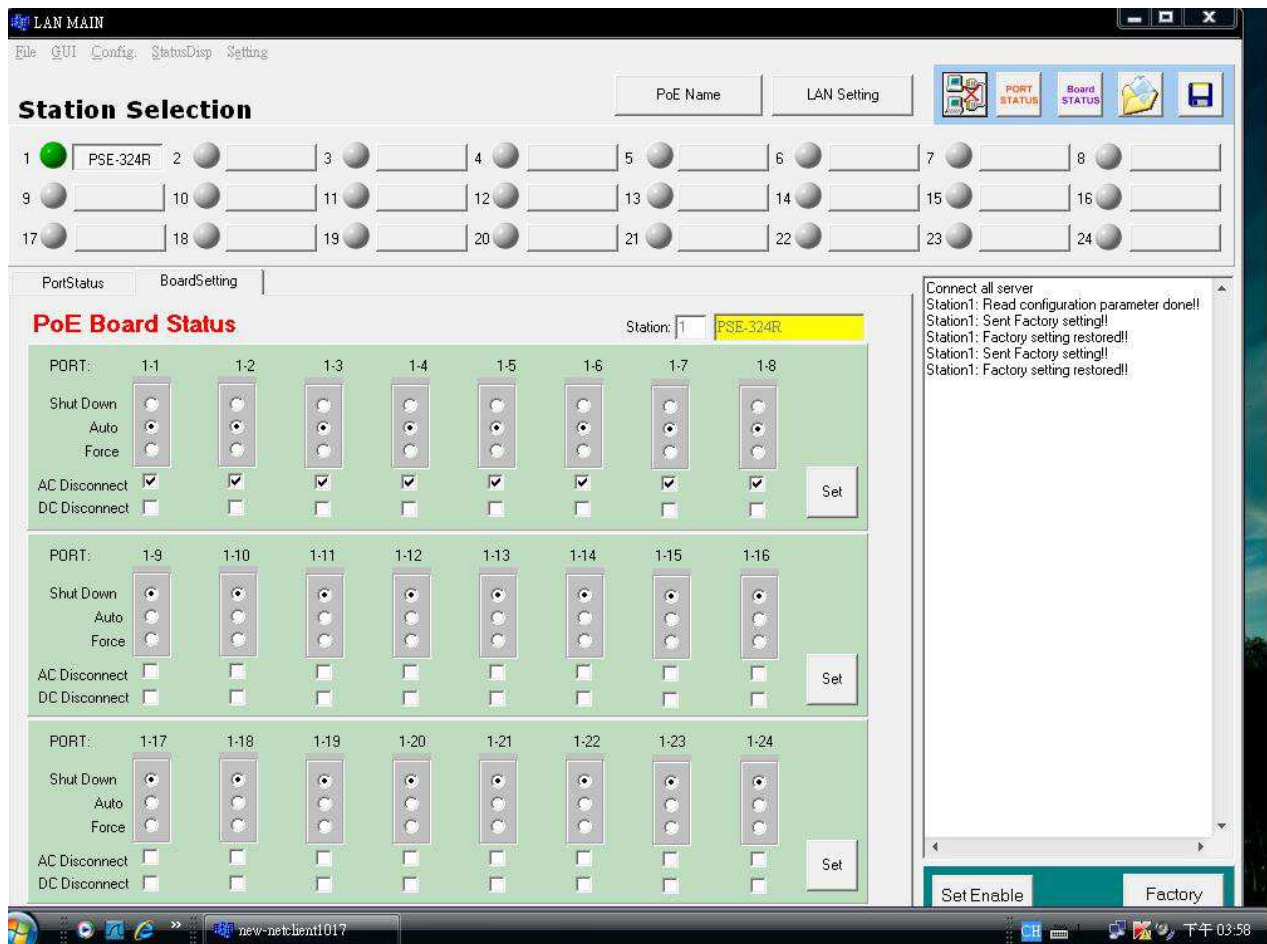 LAN MAIN
File GUI Config. StatusDisp Setting
Station Selection
PoE Name
LAN Setting
PORT STATUS
Board STATUS
1 PSE-324R 2 3 4 5 6 7 8
9 10 11 12 13 14 15 16
17 18 19 20 21 22 23 24
PortStatus BoardSetting
PoE Board Status
Station: 1 PSE-324R
PORT: 1-1 1-2 1-3 1-4 1-5 1-6 1-7 1-8
Shut Down
Auto
Force
AC Disconnect
DC Disconnect
Set
PORT: 1-9 1-10 1-11 1-12 1-13 1-14 1-15 1-16
Shut Down
Auto
Force
AC Disconnect
DC Disconnect
Set
PORT: 1-17 1-18 1-19 1-20 1-21 1-22 1-23 1-24
Shut Down
Auto
Force
AC Disconnect
DC Disconnect
Set
Connect all server
Station1: Read configuration parameter done!!
Station1: Sent Factory setting!!
Station1: Factory setting restored!!
Station1: Sent Factory setting!!
Station1: Factory setting restored!!
Set Enable
Factory
new-netclient1017
CH
下午 03:58